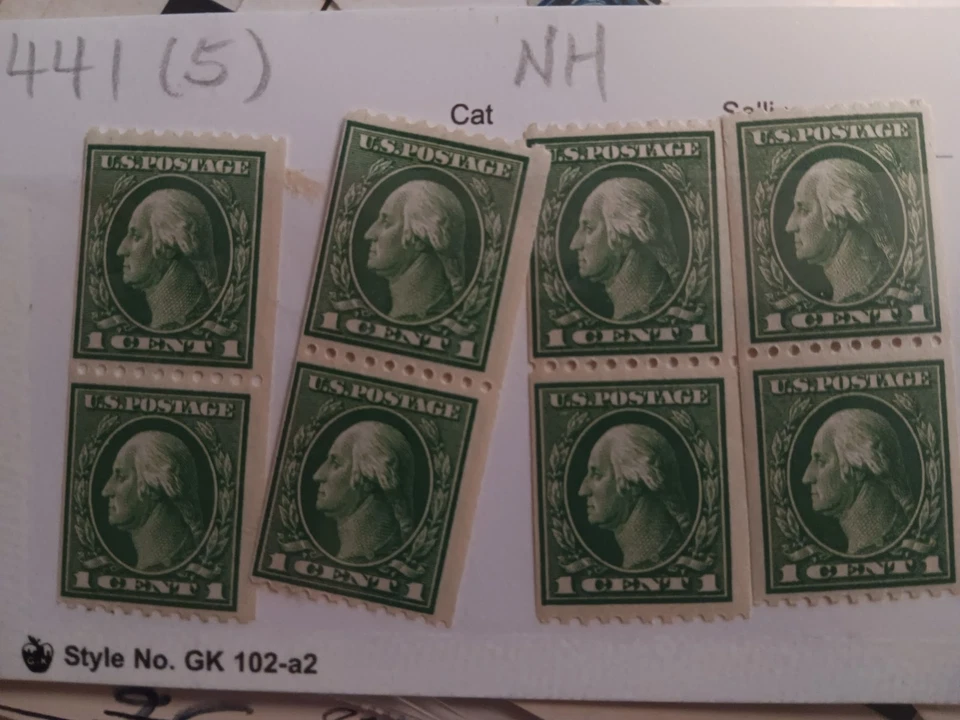 441 (5) NH
Cat
U.S.POSTAGE U.S.POSTAGE U.S.POSTAGE U.S.POSTAGE
1 CENT 1 1 CENT 1 1 CENT 1 1 CENT 1
U.S.POSTAGE U.S.POSTAGE U.S.POSTAGE U.S.POSTAGE
1 CENT 1 1 CENT 1 1 CENT 1 1 CENT 1
Style No. GK 102-a2